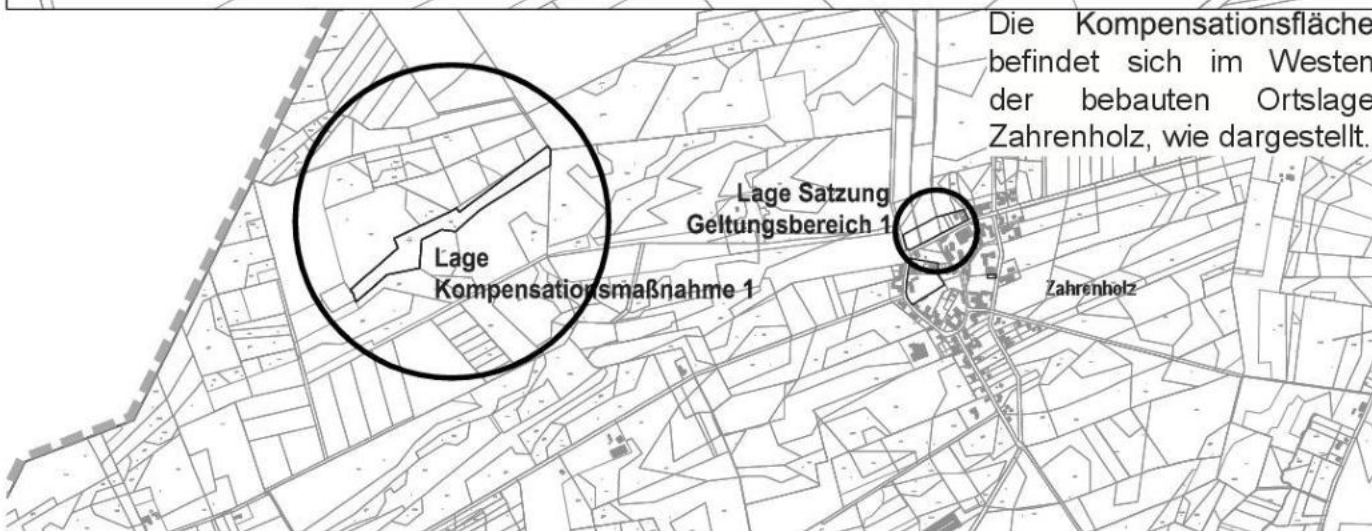 Die Kompensationsfläche
befindet sich im Westen
der bebauten Ortslage
Zahrenholz, wie dargestellt.
Lage Satzung
Geltungsbereich 1
Lage
Kompensationsmaßnahme 1
Zahrenholz